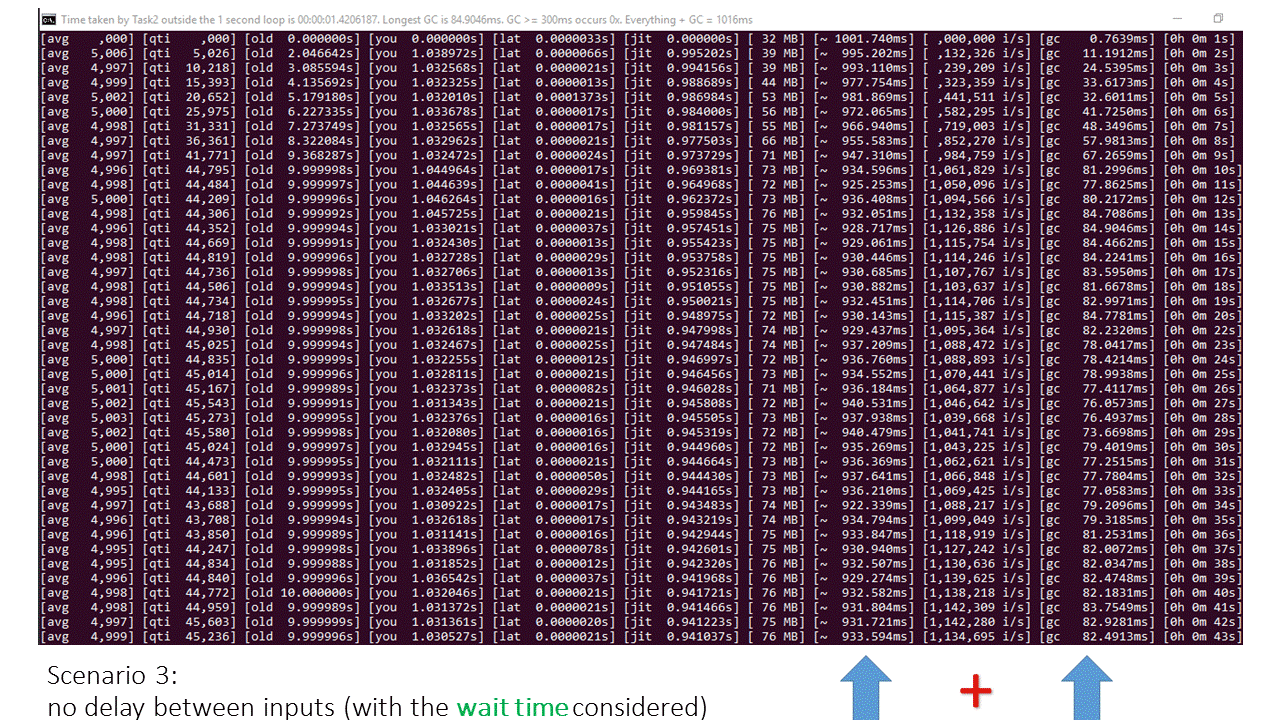 Time taken by Task2 outside the 1 second loop is 00:00:01.4206187. Longest GC is 84.9046ms. GC >= 300ms occurs 0x. Everything + GC = 1016ms
[avg ,000] [qti ,000] [old 0.000000s] [you 0.000000s] [lat 0.0000033s] [jit 0.000000s] [ 32 MB] [~ 1001.740ms] [ ,000,000 i/s] [gc 0.7639ms] [0h 0m 1s]
[avg 5,006] [qti 5,026] [old 2.046642s] [you 1.038972s] [lat 0.0000066s] [jit 0.995202s] [ 39 MB] [~ 995.202ms] [ ,132,326 i/s] [gc 11.1912ms] [0h 0m 2s]
[avg 4,997] [qti 10,218] [old 3.085594s] [you 1.032568s] [lat 0.0000021s] [jit 0.994156s] [ 39 MB] [~ 993.110ms] [ ,239,209 i/s] [gc 24.5395ms] [0h 0m 3s]
[avg 4,999] [qti 15,393] [old 4.135692s] [you 1.032325s] [lat 0.0000013s] [jit 0.988689s] [ 44 MB] [~ 977.754ms] [ ,323,359 i/s] [gc 33.6173ms] [0h 0m 4s]
[avg 5,002] [qti 20,652] [old 5.179180s] [you 1.032010s] [lat 0.0001373s] [jit 0.986984s] [ 53 MB] [~ 981.869ms] [ ,441,511 i/s] [gc 32.6011ms] [0h 0m 5s]
[avg 5,000] [qti 25,975] [old 6.227335s] [you 1.033678s] [lat 0.0000017s] [jit 0.984000s] [ 56 MB] [~ 972.065ms] [ ,582,295 i/s] [gc 41.7250ms] [0h 0m 6s]
[avg 4,998] [qti 31,331] [old 7.273749s] [you 1.032565s] [lat 0.0000017s] [jit 0.981157s] [ 55 MB] [~ 966.940ms] [ ,719,003 i/s] [gc 48.3496ms] [0h 0m 7s]
[avg 4,997] [qti 36,361] [old 8.322084s] [you 1.032962s] [lat 0.0000021s] [jit 0.977503s] [ 66 MB] [~ 955.583ms] [ ,852,270 i/s] [gc 57.9813ms] [0h 0m 8s]
[avg 4,997] [qti 41,771] [old 9.368287s] [you 1.032472s] [lat 0.0000024s] [jit 0.973729s] [ 71 MB] [~ 947.310ms] [ ,984,759 i/s] [gc 67.2659ms] [0h 0m 9s]
[avg 4,996] [qti 44,795] [old 9.999998s] [you 1.044964s] [lat 0.0000017s] [jit 0.969381s] [ 73 MB] [~ 934.596ms] [1,061,829 i/s] [gc 81.2996ms] [0h 0m 10s]
[avg 4,998] [qti 44,484] [old 9.999997s] [you 1.044639s] [lat 0.0000041s] [jit 0.964968s] [ 72 MB] [~ 925.253ms] [1,050,096 i/s] [gc 77.8625ms] [0h 0m 11s]
[avg 5,000] [qti 44,209] [old 9.999996s] [you 1.046264s] [lat 0.0000016s] [jit 0.962372s] [ 73 MB] [~ 936.408ms] [1,094,566 i/s] [gc 80.2172ms] [0h 0m 12s]
[avg 4,998] [qti 44,306] [old 9.999992s] [you 1.045725s] [lat 0.0000021s] [jit 0.959845s] [ 76 MB] [~ 932.051ms] [1,132,358 i/s] [gc 84.7086ms] [0h 0m 13s]
[avg 4,996] [qti 44,352] [old 9.999994s] [you 1.033021s] [lat 0.0000037s] [jit 0.957451s] [ 75 MB] [~ 928.717ms] [1,126,886 i/s] [gc 84.9046ms] [0h 0m 14s]
[avg 4,998] [qti 44,669] [old 9.999991s] [you 1.032430s] [lat 0.0000013s] [jit 0.955423s] [ 75 MB] [~ 929.061ms] [1,115,754 i/s] [gc 84.4662ms] [0h 0m 15s]
[avg 4,998] [qti 44,819] [old 9.999996s] [you 1.032728s] [lat 0.0000029s] [jit 0.953758s] [ 75 MB] [~ 930.446ms] [1,114,246 i/s] [gc 84.2241ms] [0h 0m 16s]
[avg 4,997] [qti 44,736] [old 9.999998s] [you 1.032706s] [lat 0.0000013s] [jit 0.952316s] [ 75 MB] [~ 930.685ms] [1,107,767 i/s] [gc 83.5950ms] [0h 0m 17s]
[avg 4,998] [qti 44,506] [old 9.999994s] [you 1.033513s] [lat 0.0000009s] [jit 0.951055s] [ 75 MB] [~ 930.882ms] [1,103,637 i/s] [gc 81.6678ms] [0h 0m 18s]
[avg 4,998] [qti 44,734] [old 9.999995s] [you 1.032677s] [lat 0.0000024s] [jit 0.950021s] [ 75 MB] [~ 932.451ms] [1,114,706 i/s] [gc 82.9971ms] [0h 0m 19s]
[avg 4,996] [qti 44,718] [old 9.999994s] [you 1.033202s] [lat 0.0000025s] [jit 0.948975s] [ 72 MB] [~ 930.143ms] [1,115,387 i/s] [gc 84.7781ms] [0h 0m 20s]
[avg 4,997] [qti 44,930] [old 9.999998s] [you 1.032618s] [lat 0.0000021s] [jit 0.947998s] [ 74 MB] [~ 929.437ms] [1,095,364 i/s] [gc 82.2320ms] [0h 0m 22s]
[avg 4,998] [qti 45,025] [old 9.999994s] [you 1.032467s] [lat 0.0000025s] [jit 0.947484s] [ 74 MB] [~ 937.209ms] [1,088,472 i/s] [gc 78.0417ms] [0h 0m 23s]
[avg 5,000] [qti 44,835] [old 9.999999s] [you 1.032255s] [lat 0.0000012s] [jit 0.946997s] [ 72 MB] [~ 936.760ms] [1,088,893 i/s] [gc 78.4214ms] [0h 0m 24s]
[avg 5,000] [qti 45,014] [old 9.999996s] [you 1.032811s] [lat 0.0000021s] [jit 0.946456s] [ 73 MB] [~ 934.552ms] [1,070,441 i/s] [gc 78.9938ms] [0h 0m 25s]
[avg 5,001] [qti 45,167] [old 9.999989s] [you 1.032373s] [lat 0.0000082s] [jit 0.946028s] [ 71 MB] [~ 936.184ms] [1,064,877 i/s] [gc 77.4117ms] [0h 0m 26s]
[avg 5,002] [qti 45,543] [old 9.999991s] [you 1.031343s] [lat 0.0000021s] [jit 0.945808s] [ 72 MB] [~ 940.531ms] [1,046,642 i/s] [gc 76.0573ms] [0h 0m 27s]
[avg 5,003] [qti 45,273] [old 9.999995s] [you 1.032376s] [lat 0.0000016s] [jit 0.945505s] [ 73 MB] [~ 937.938ms] [1,039,668 i/s] [gc 76.4937ms] [0h 0m 28s]
[avg 5,002] [qti 45,580] [old 9.999998s] [you 1.032080s] [lat 0.0000016s] [jit 0.945319s] [ 72 MB] [~ 940.479ms] [1,041,741 i/s] [gc 73.6698ms] [0h 0m 29s]
[avg 5,000] [qti 45,024] [old 9.999997s] [you 1.032945s] [lat 0.0000016s] [jit 0.944960s] [ 72 MB] [~ 935.269ms] [1,043,225 i/s] [gc 79.4019ms] [0h 0m 30s]
[avg 5,000] [qti 44,473] [old 9.999995s] [you 1.032111s] [lat 0.0000021s] [jit 0.944664s] [ 73 MB] [~ 936.369ms] [1,062,621 i/s] [gc 77.2515ms] [0h 0m 31s]
[avg 4,998] [qti 44,601] [old 9.999993s] [you 1.032482s] [lat 0.0000050s] [jit 0.944430s] [ 73 MB] [~ 937.641ms] [1,066,848 i/s] [gc 77.7804ms] [0h 0m 32s]
[avg 4,995] [qti 44,133] [old 9.999995s] [you 1.032405s] [lat 0.0000029s] [jit 0.944165s] [ 73 MB] [~ 936.210ms] [1,069,425 i/s] [gc 77.0583ms] [0h 0m 33s]
[avg 4,997] [qti 43,688] [old 9.999994s] [you 1.030922s] [lat 0.0000017s] [jit 0.943483s] [ 74 MB] [~ 922.339ms] [1,088,217 i/s] [gc 79.2096ms] [0h 0m 34s]
[avg 4,996] [qti 43,708] [old 9.999994s] [you 1.032618s] [lat 0.0000017s] [jit 0.943219s] [ 74 MB] [~ 934.794ms] [1,099,049 i/s] [gc 79.3185ms] [0h 0m 35s]
[avg 4,996] [qti 43,850] [old 9.999994s] [you 1.031141s] [lat 0.0000016s] [jit 0.942944s] [ 75 MB] [~ 933.847ms] [1,118,919 i/s] [gc 81.2531ms] [0h 0m 36s]
[avg 4,995] [qti 44,247] [old 9.999998s] [you 1.033896s] [lat 0.0000078s] [jit 0.942601s] [ 75 MB] [~ 930.940ms] [1,127,242 i/s] [gc 82.0072ms] [0h 0m 37s]
[avg 4,995] [qti 44,834] [old 9.999988s] [you 1.031852s] [lat 0.0000012s] [jit 0.942320s] [ 76 MB] [~ 932.507ms] [1,130,636 i/s] [gc 82.0347ms] [0h 0m 38s]
[avg 4,996] [qti 44,840] [old 9.999996s] [you 1.036542s] [lat 0.0000037s] [jit 0.941968s] [ 76 MB] [~ 929.274ms] [1,139,625 i/s] [gc 82.4748ms] [0h 0m 39s]
[avg 4,998] [qti 44,772] [old 10.000000s] [you 1.032046s] [lat 0.0000021s] [jit 0.941721s] [ 76 MB] [~ 932.582ms] [1,138,218 i/s] [gc 82.1831ms] [0h 0m 40s]
[avg 4,998] [qti 44,959] [old 9.999989s] [you 1.031372s] [lat 0.0000021s] [jit 0.941466s] [ 76 MB] [~ 931.804ms] [1,142,309 i/s] [gc 83.7549ms] [0h 0m 41s]
[avg 4,998] [qti 45,603] [old 9.999989s] [you 1.031361s] [lat 0.0000020s] [jit 0.941223s] [ 75 MB] [~ 931.721ms] [1,142,280 i/s] [gc 82.9281ms] [0h 0m 42s]
[avg 4,999] [qti 45,236] [old 9.999996s] [you 1.030527s] [lat 0.0000021s] [jit 0.941037s] [ 76 MB] [~ 933.594ms] [1,134,695 i/s] [gc 82.4913ms] [0h 0m 43s]
Scenario 3:
no delay between inputs (with the wait time considered)